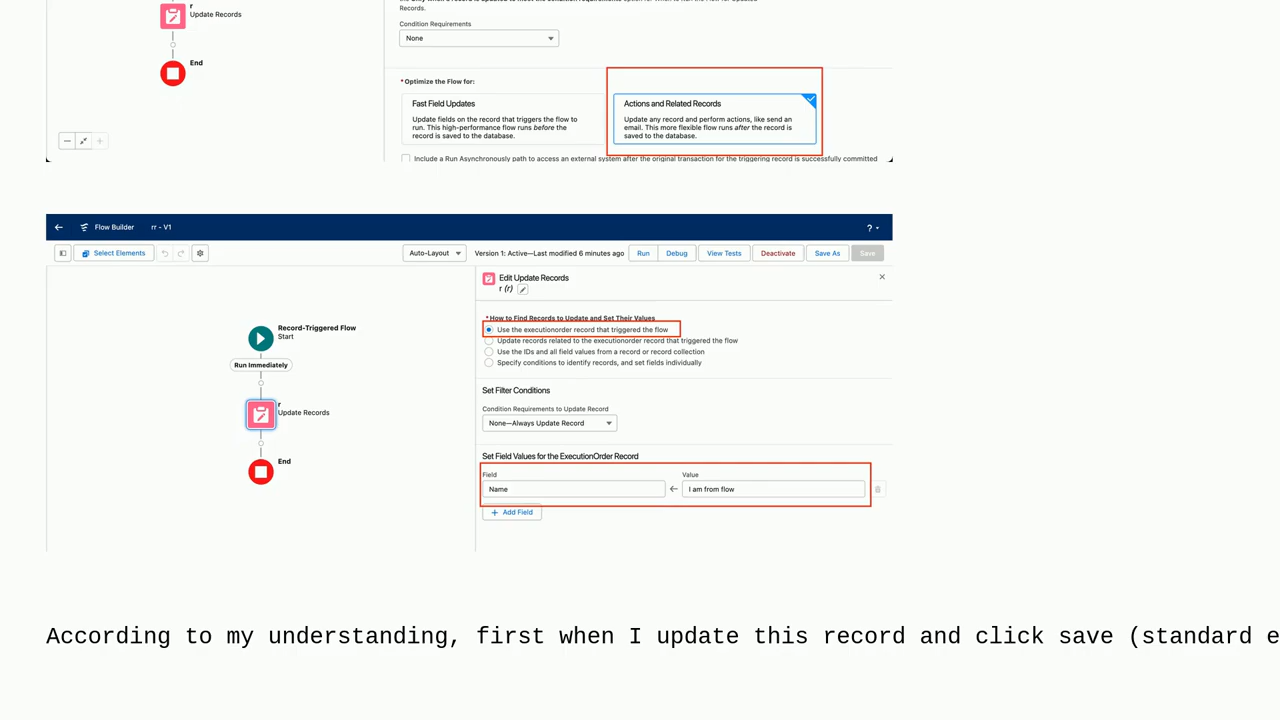 r
Update Records
End
Records.
Condition Requirements
None
* Optimize the Flow for:
Fast Field Updates
Update fields on the record that triggers the flow to
run. This high-performance flow runs before the
record is saved to the database.
Actions and Related Records
Update any record and perform actions, like send an
email. This more flexible flow runs after the record is
saved to the database.
Include a Run Asynchronously path to access an external system after the original transaction for the triggering record is successfully committed
Flow Builder
rr - V1
?
Select Elements
Auto-Layout
Version 1: Active—Last modified 6 minutes ago
Run
Debug
View Tests
Deactivate
Save As
Save
Edit Update Records
r (r)
* How to Find Records to Update and Set Their Values
Use the executionorder record that triggered the flow
Update records related to the executionorder record that triggered the flow
Use the IDs and all field values from a record or record collection
Specify conditions to identify records, and set fields individually
Record-Triggered Flow
Start
Run Immediately
r
Update Records
End
Set Filter Conditions
Condition Requirements to Update Record
None—Always Update Record
Set Field Values for the ExecutionOrder Record
Field
Value
Name
I am from flow
+ Add Field
According to my understanding, first when I update this record and click save (standard e